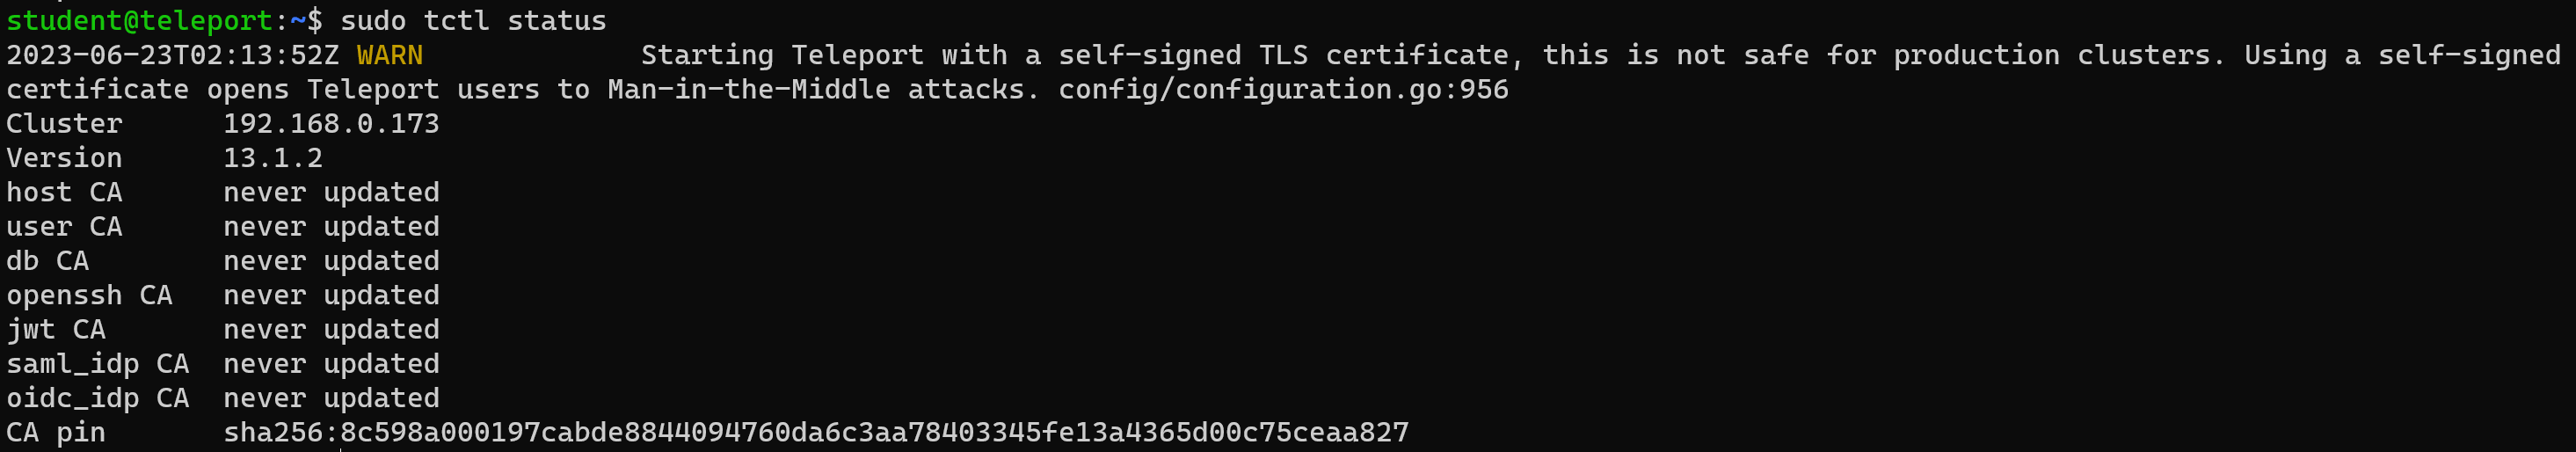 student@teleport:~$ sudo tctl status
2023-06-23T02:13:52Z WARN             Starting Teleport with a self-signed TLS certificate, this is not safe for production clusters. Using a self-signed
certificate opens Teleport users to Man-in-the-Middle attacks. config/configuration.go:956
Cluster      192.168.0.173
Version      13.1.2
host CA      never updated
user CA      never updated
db CA        never updated
openssh CA   never updated
jwt CA       never updated
saml_idp CA  never updated
oidc_idp CA  never updated
CA pin       sha256:8c598a000197cabde8844094760da6c3aa78403345fe13a4365d00c75ceaa827